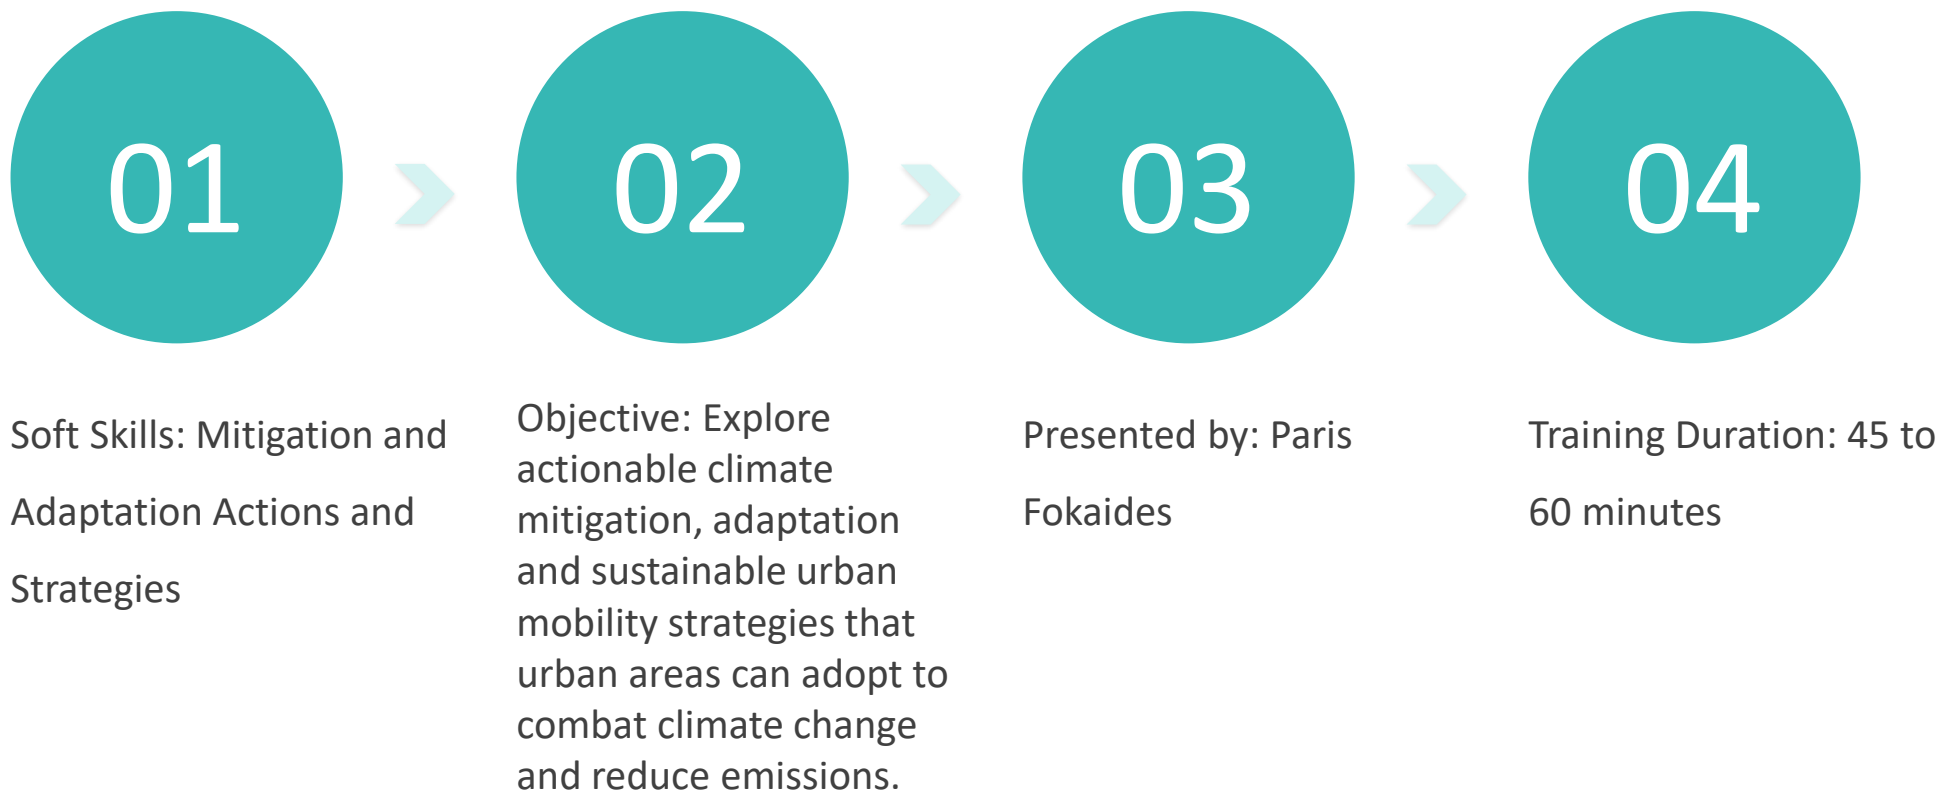 01
Soft Skills: Mitigation and
Adaptation Actions and
Strategies
02
Objective: Explore
actionable climate
mitigation, adaptation
and sustainable urban
mobility strategies that
urban areas can adopt to
combat climate change
and reduce emissions.
03
Presented by: Paris
Fokaides
04
Training Duration: 45 to
60 minutes